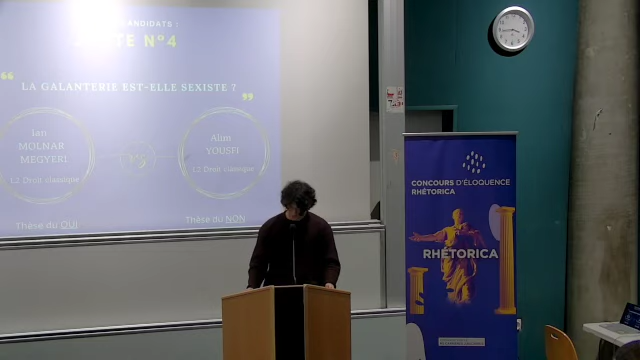 CANDIDATS :
N°4
“ LA GALANTERIE EST-ELLE SEXISTE ? ”
Ian
MOLNAR
MEGYERI
L2 Droit classique
VS
YOUSFI
L2 Droit classique
Thèse du OUI
Thèse du NON
CONCOURS D'ÉLOQUENCE
RHÉTORICA
RHÉTORICA